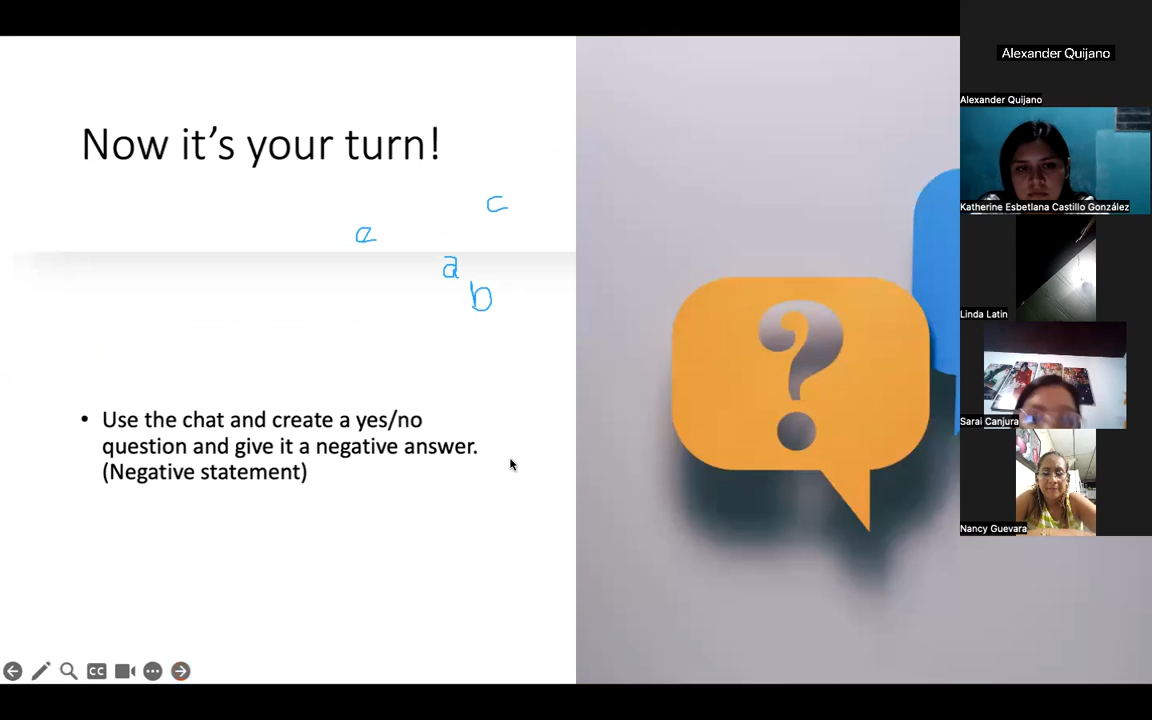 Now it's your turn!
c
a
a
b
• Use the chat and create a yes/no
question and give it a negative answer.
(Negative statement)
?
CC
Alexander Quijano
Alexander Quijano
Katherine Esbetlana Castillo González
Linda Latin
Sarai Canjura
Nancy Guevara